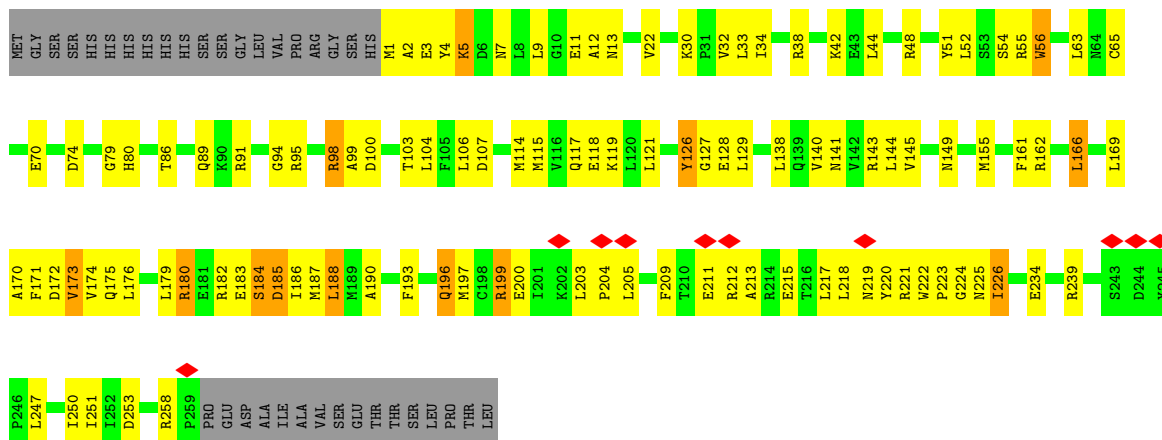 MET GLY SER SER HIS HIS HIS HIS HIS HIS SER SER GLY LEU VAL PRO ARG GLY SER HIS M1 A2 E3 Y4 K5 D6 N7 L8 L9 G10 E11 A12 N13 V22 K30 P31 V32 L33 I34 R38 K42 E43 L44 R48 Y51 L52 S53 S54 R55 W56 L63 N64 C65
E70 D74 G79 H80 T86 Q89 K90 R91 G94 R95 R98 A99 D100 T103 L104 F105 L106 D107 M114 M115 V116 Q117 E118 K119 L120 L121 Y126 G127 E128 L129 L138 Q139 V140 N141 V142 R143 L144 V145 N149 M155 F161 R162 L166 L169
A170 F171 D172 V173 V174 Q175 L176 L179 R180 E181 R182 E183 S184 D185 I186 M187 L188 M189 A190 F193 Q196 M197 C198 R199 E200 I201 K202 L203 P204 L205 F209 T210 E211 R212 A213 R214 E215 T216 L217 L218 N219 Y220 R221 W222 P223 G224 N225 I226 E234 R239 S243 D244
P246 L247 I250 I251 I252 D253 R258 P259 PRO GLU ASP ALA ILE ALA VAL SER GLU THR THR SER LEU PRO THR LEU